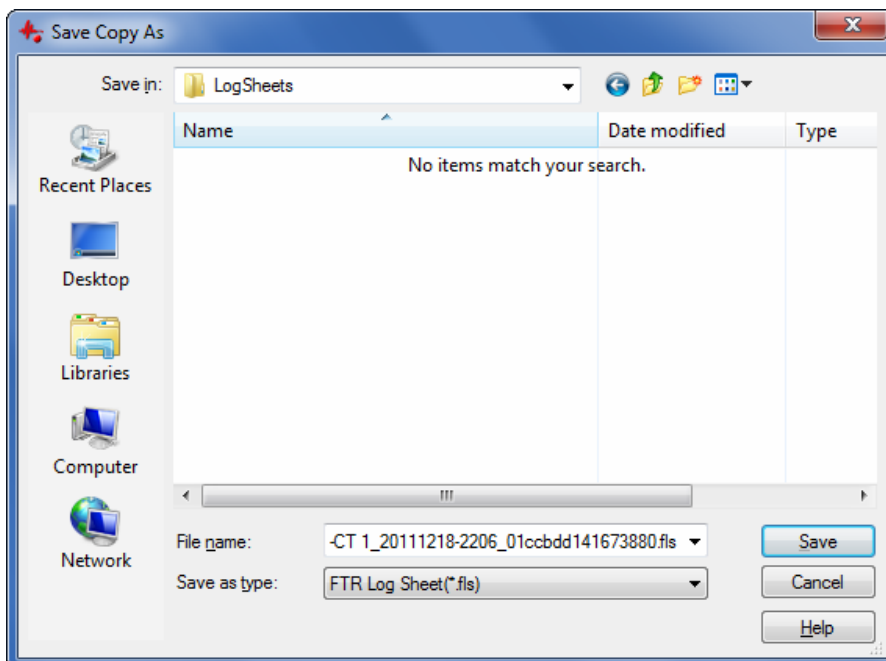 Save Copy As
Save in: LogSheets
Name Date modified Type
No items match your search.
Recent Places
Desktop
Libraries
Computer
Network
File name: -CT 1_20111218-2206_01ccbdd141673880.fls Save
Save as type: FTR Log Sheet(*.fls) Cancel
Help